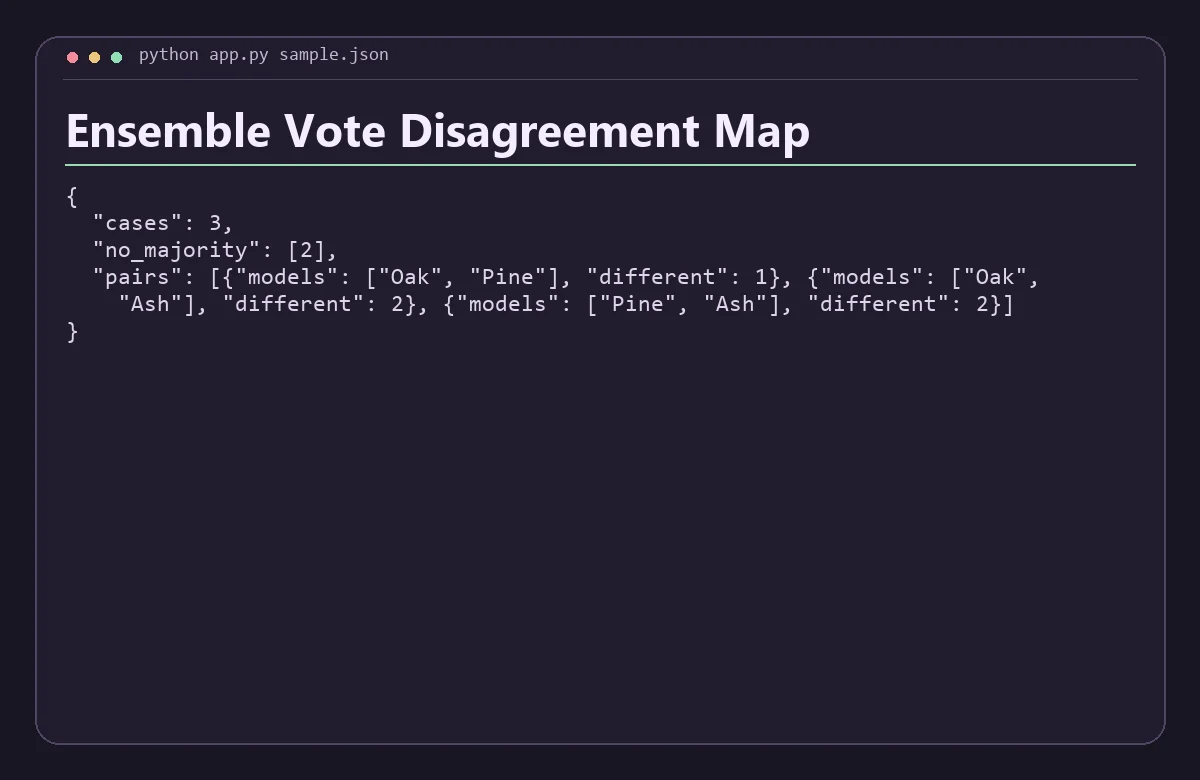 python app.py sample.json
Ensemble Vote Disagreement Map
{
  "cases": 3,
  "no_majority": [2],
  "pairs": [{"models": ["Oak", "Pine"], "different": 1}, {"models": ["Oak",
    "Ash"], "different": 2}, {"models": ["Pine", "Ash"], "different": 2}]
}